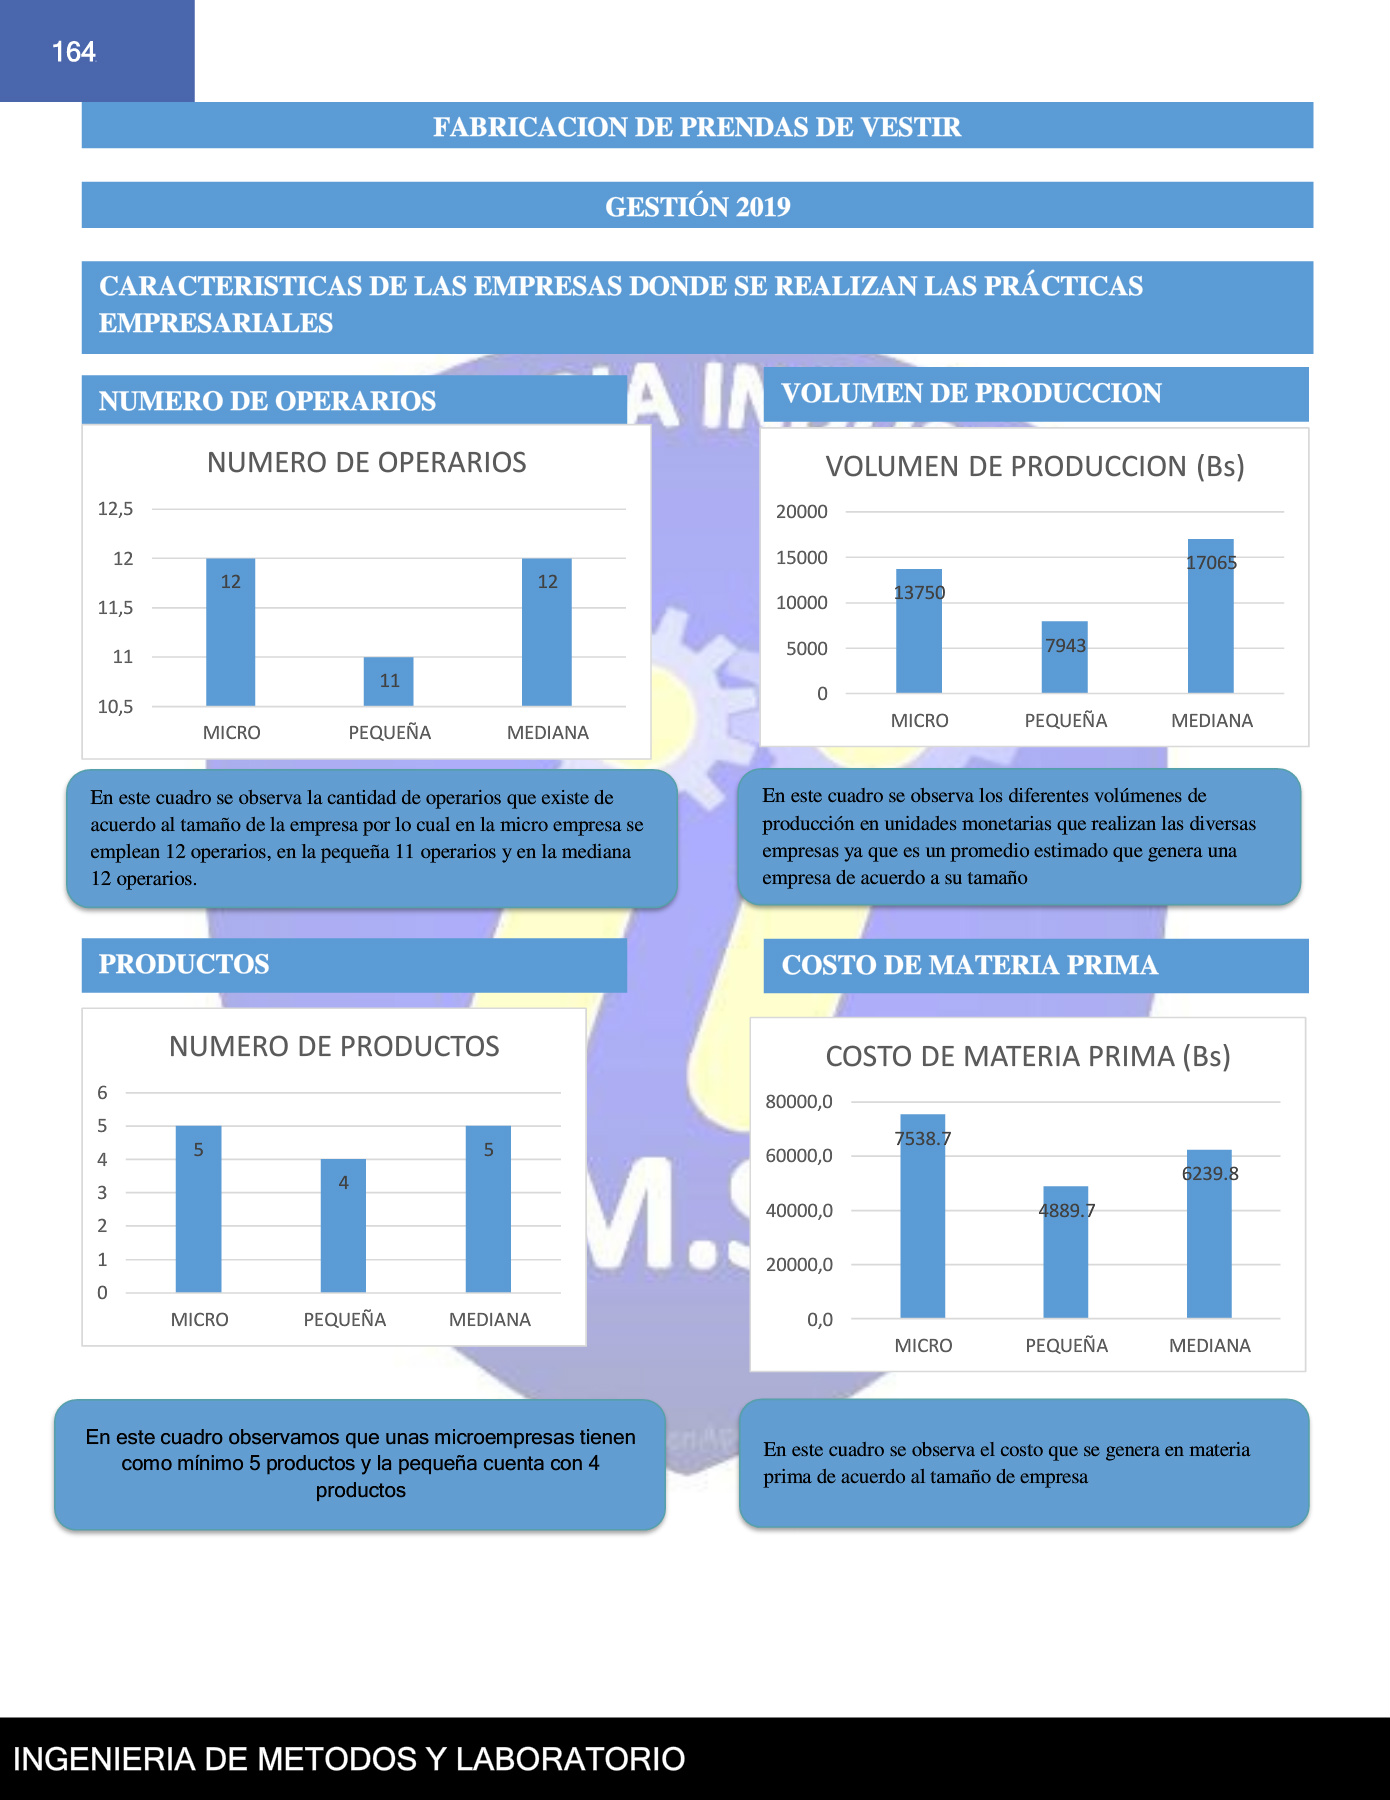 164
FABRICACION DE PRENDAS DE VESTIR
GESTIÓN 2019
CARACTERISTICAS DE LAS EMPRESAS DONDE SE REALIZAN LAS PRÁCTICAS
EMPRESARIALES
NUMERO DE OPERARIOS
NUMERO DE OPERARIOS
12,5
12
11,5
11
10,5
12
11
12
MICRO PEQUEÑA MEDIANA
En este cuadro se observa la cantidad de operarios que existe de
acuerdo al tamaño de la empresa por lo cual en la micro empresa se
emplean 12 operarios, en la pequeña 11 operarios y en la mediana
12 operarios.
VOLUMEN DE PRODUCCION
VOLUMEN DE PRODUCCION (Bs)
20000
15000
10000
5000
0
13750
7943
17065
MICRO PEQUEÑA MEDIANA
En este cuadro se observa los diferentes volúmenes de
producción en unidades monetarias que realizan las diversas
empresas ya que es un promedio estimado que genera una
empresa de acuerdo a su tamaño
PRODUCTOS
NUMERO DE PRODUCTOS
6
5
4
3
2
1
0
5
4
5
MICRO PEQUEÑA MEDIANA
En este cuadro observamos que unas microempresas tienen
como mínimo 5 productos y la pequeña cuenta con 4
productos
COSTO DE MATERIA PRIMA
COSTO DE MATERIA PRIMA (Bs)
80000,0
60000,0
40000,0
20000,0
0,0
7538.7
4889.7
6239.8
MICRO PEQUEÑA MEDIANA
En este cuadro se observa el costo que se genera en materia
prima de acuerdo al tamaño de empresa
INGENIERIA DE METODOS Y LABORATORIO